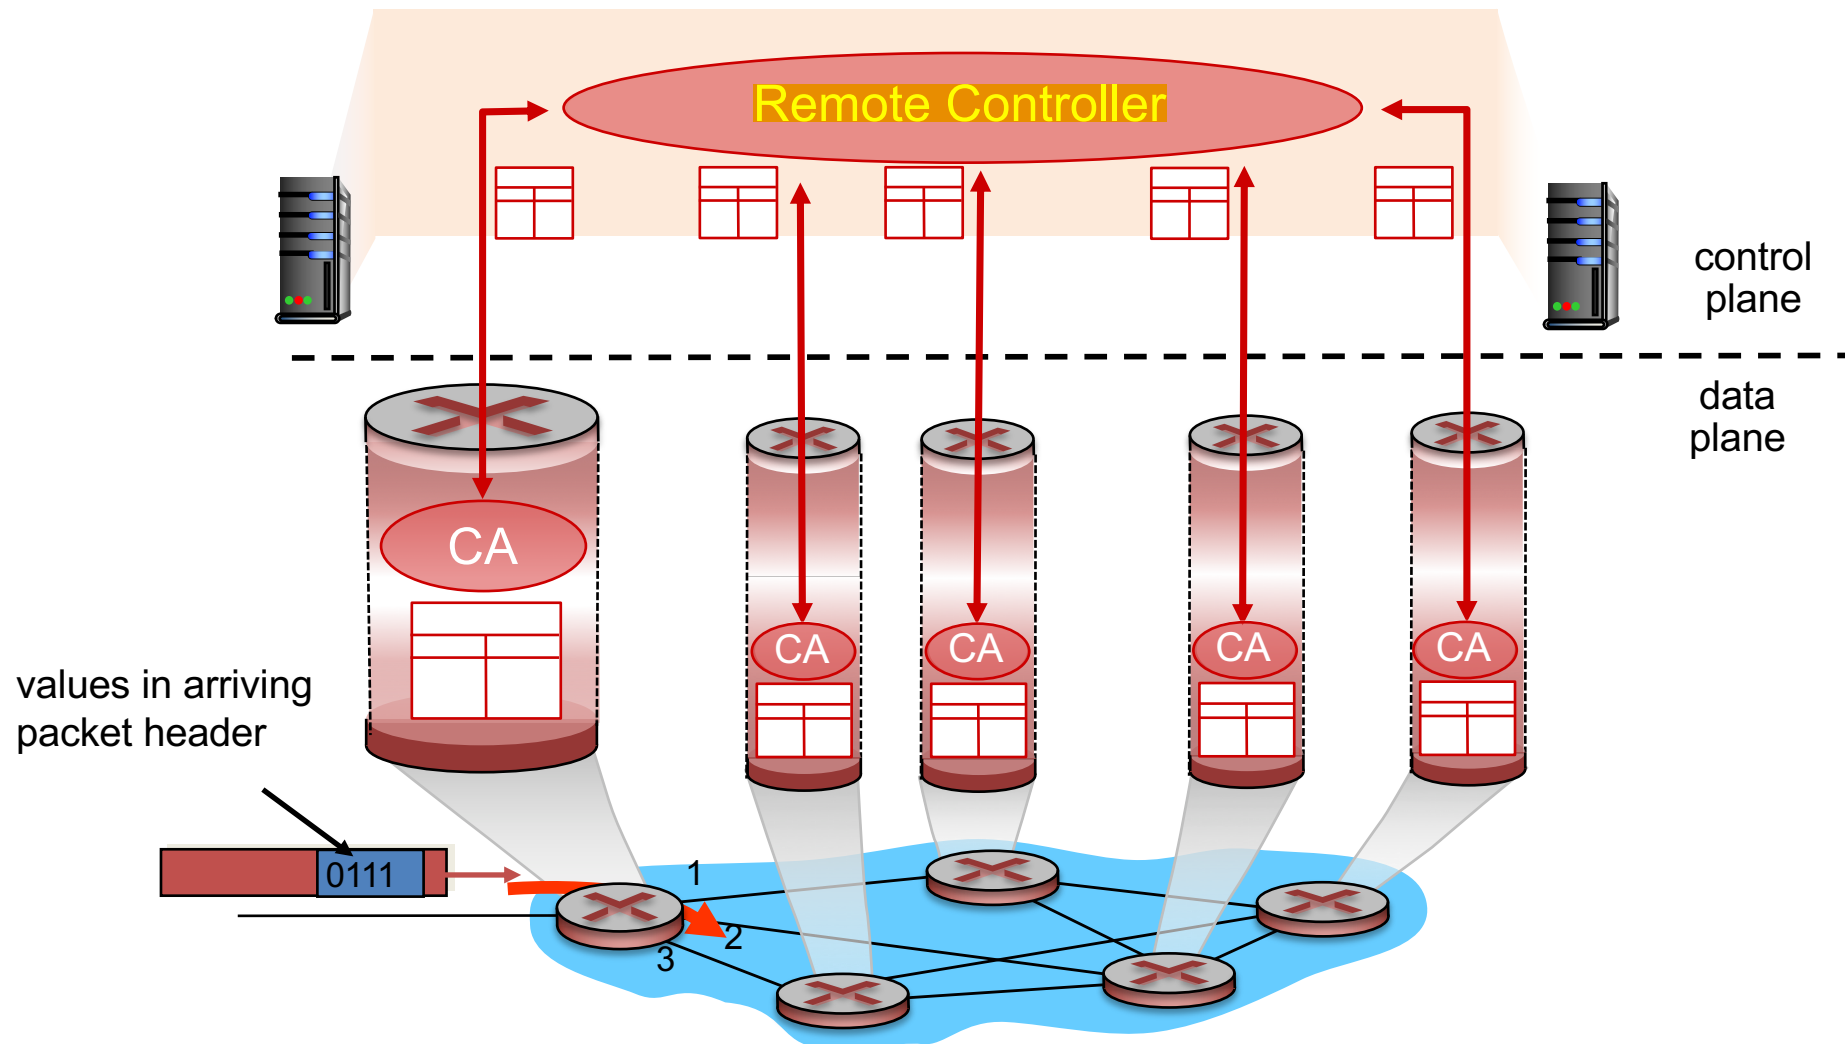 Remote Controller
control
plane
data
plane
CA
CA
CA
CA
CA
values in arriving
packet header
0111
1
2
3